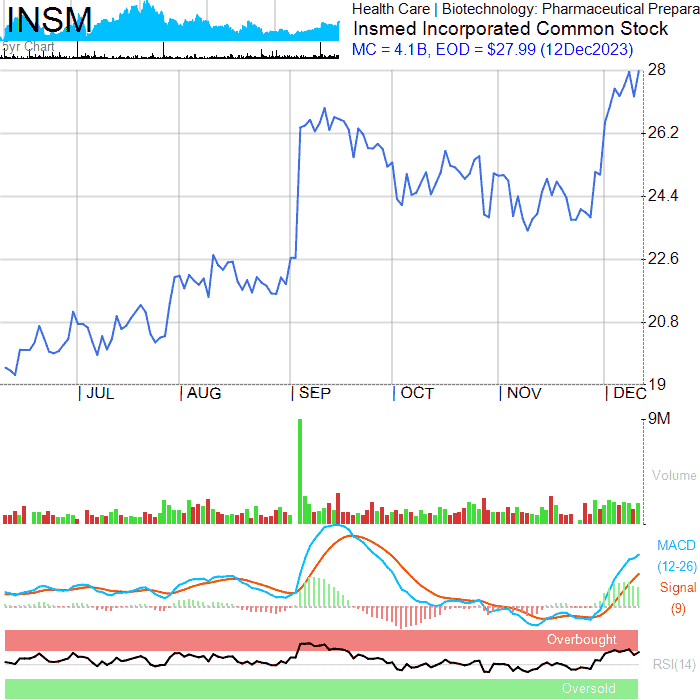 INSM
5yr Chart
Health Care | Biotechnology: Pharmaceutical Prepara
Insmed Incorporated Common Stock
MC = 4.1B, EOD = $27.99 (12Dec2023)
28
26.2
24.4
22.6
20.8
19
| JUL
| AUG
| SEP
| OCT
| NOV
| DEC
9M
Volume
MACD
(12-26)
Signal
(9)
Overbought
RSI(14)
Oversold